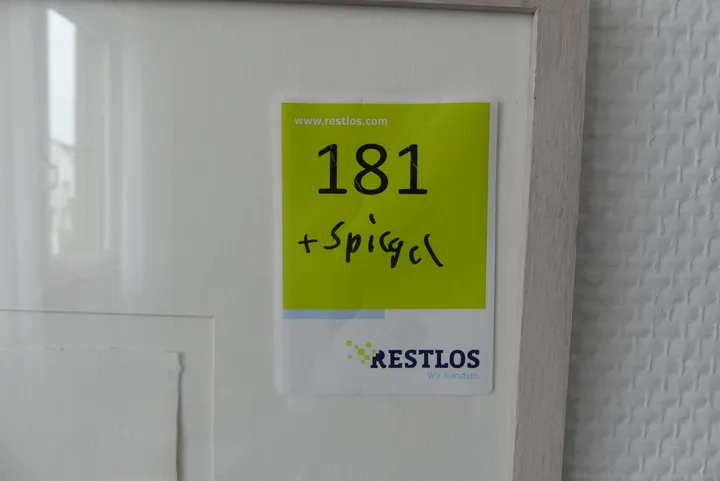 www.restlos.com
181
+ Spiegel
RESTLOS
Wir handeln.